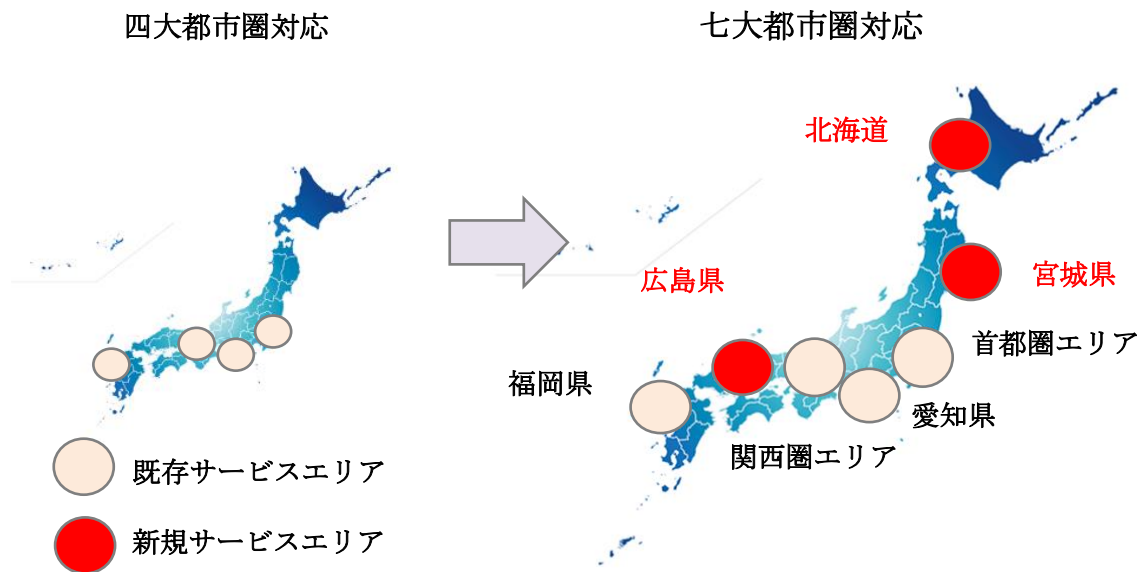 四大都市圏対応
七大都市圏対応
北海道
広島県
宮城県
首都圏エリア
福岡県
愛知県
関西圏エリア
既存サービスエリア
新規サービスエリア